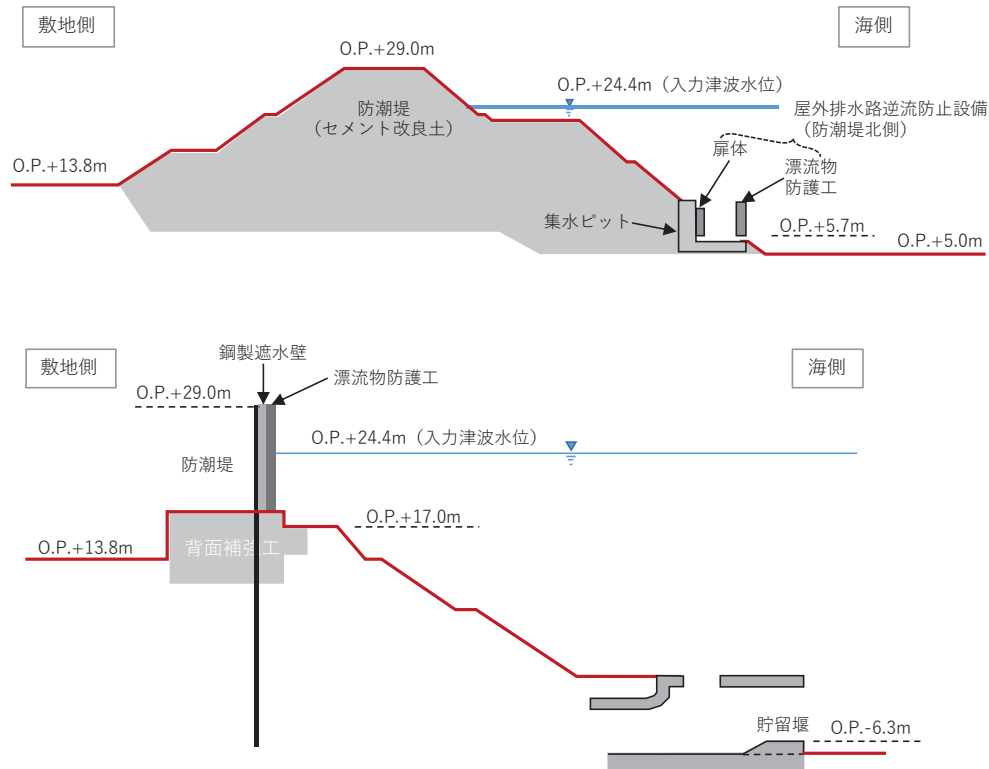 敷地側
海側
O.P.+29.0m
O.P.+24.4m（入力津波水位）
防潮堤
（セメント改良土）
屋外排水路逆流防止設備
（防潮堤北側）
扉体
漂流物
防護工
O.P.+13.8m
集水ピット
O.P.+5.7m
O.P.+5.0m
敷地側
海側
鋼製遮水壁
漂流物防護工
O.P.+29.0m
O.P.+24.4m（入力津波水位）
防潮堤
O.P.+17.0m
O.P.+13.8m
背面補強工
貯留堰
O.P.-6.3m